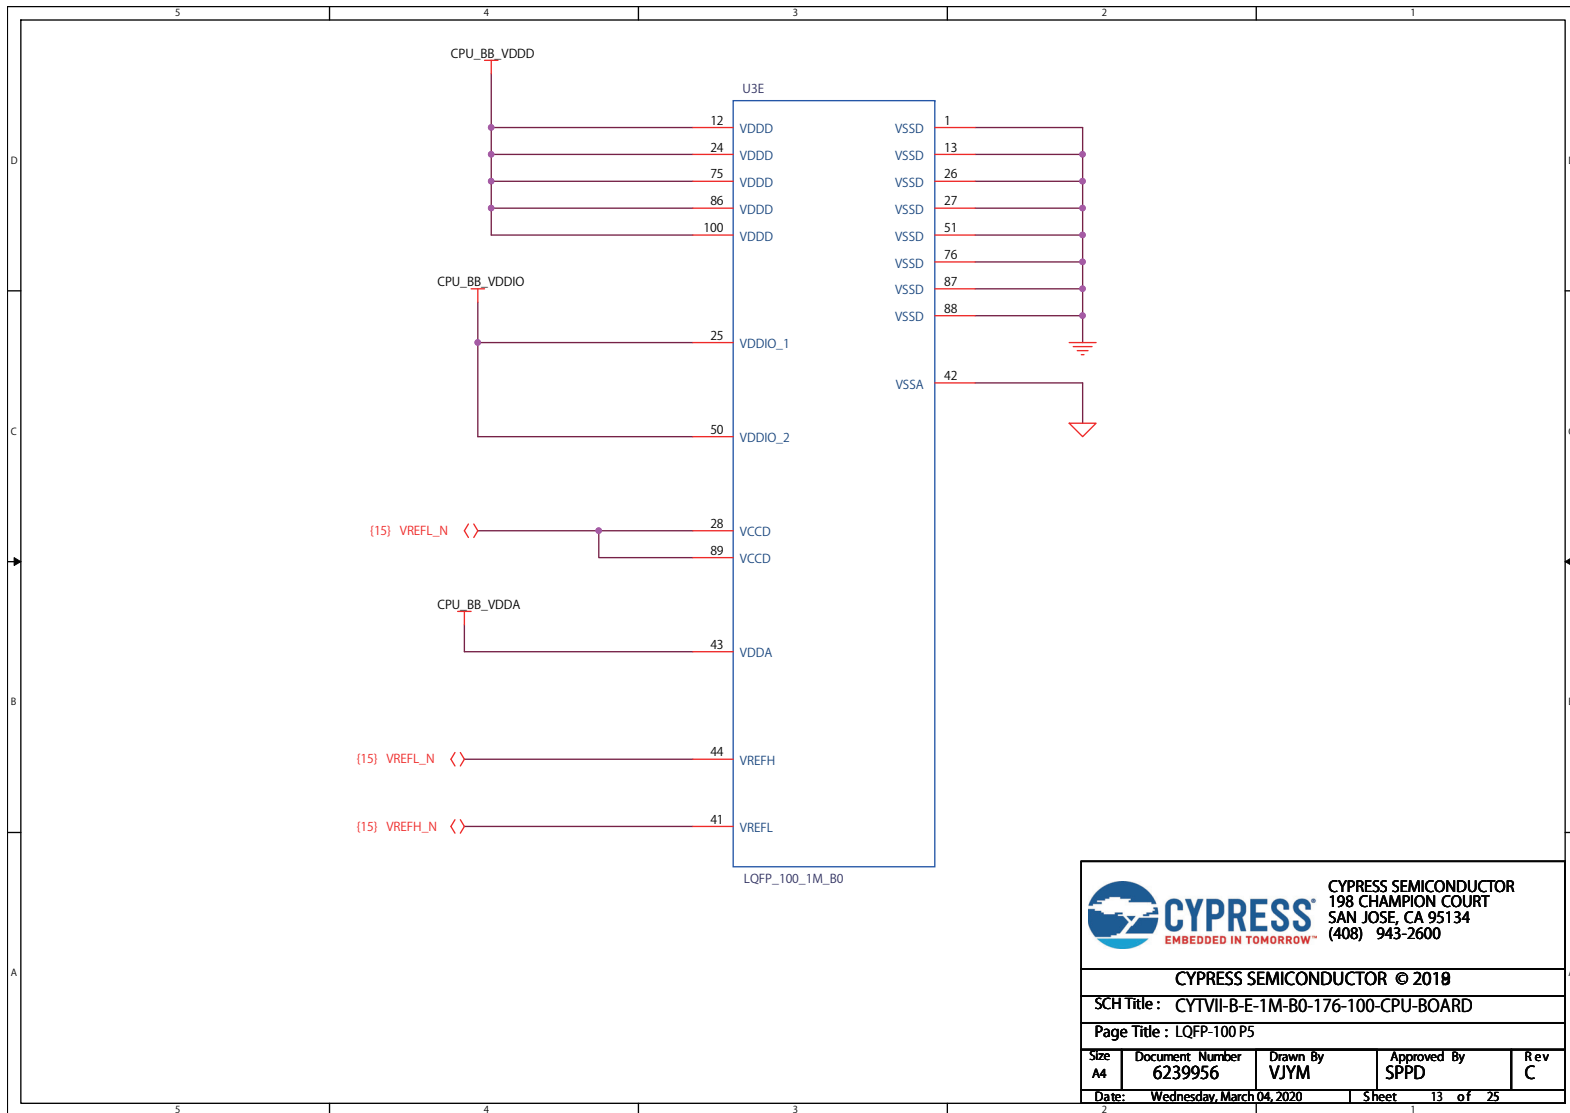 5 4 3 2 1
CPU_BB_VDDD
U3E
12 VDDD VSSD 1
24 VDDD VSSD 13
D
75 VDDD VSSD 26
86 VDDD VSSD 27
100 VDDD VSSD 51
VSSD 76
CPU_BB_VDDIO
VSSD 87
VSSD 88
25 VDDIO_1
VSSA 42
C
50 VDDIO_2
{15} VREFL_N 28 VCCD
89 VCCD
CPU_BB_VDDA
43 VDDA
B
{15} VREFL_N 44 VREFH
{15} VREFH_N 41 VREFL
LQFP_100_1M_B0
CYPRESS
EMBEDDED IN TOMORROW™
CYPRESS SEMICONDUCTOR
198 CHAMPION COURT
SAN JOSE, CA 95134
(408) 943-2600
A
CYPRESS SEMICONDUCTOR ©
SCH Title : CYTVII-B-E-1M-B0-176-100-CPU-BOARD
Page Title : LQFP-100 P5
Size Document Number Drawn By Approved By Rev
A4 6239956 VJYM SPPD C
Date: Wednesday, March 04, 2020 Sheet 13 of 25
5 4 3 2 1